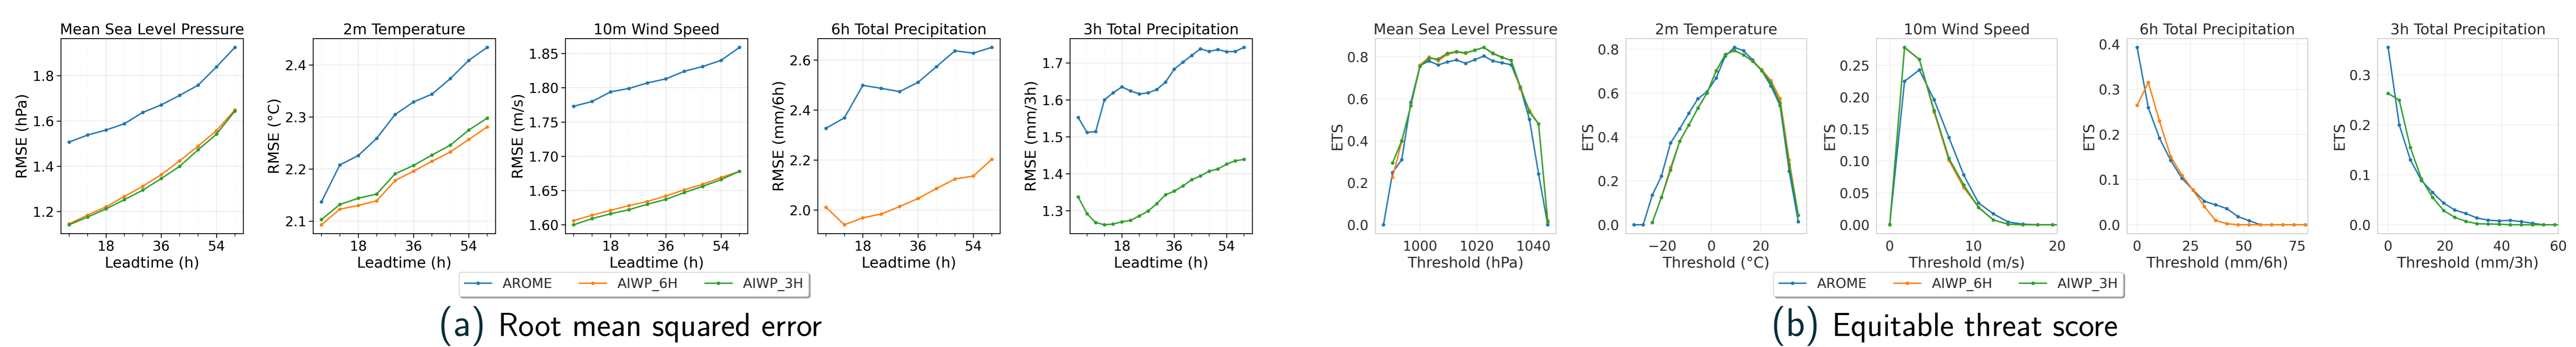 Mean Sea Level Pressure
RMSE (hPa)
1.8
1.6
1.4
1.2
18 36 54
Leadtime (h)
2m Temperature
RMSE (°C)
2.4
2.3
2.2
2.1
18 36 54
Leadtime (h)
10m Wind Speed
RMSE (m/s)
1.85
1.80
1.75
1.70
1.65
1.60
18 36 54
Leadtime (h)
6h Total Precipitation
RMSE (mm/6h)
2.6
2.4
2.2
2.0
18 36 54
Leadtime (h)
3h Total Precipitation
RMSE (mm/3h)
1.7
1.6
1.5
1.4
1.3
18 36 54
Leadtime (h)
AROME AIWP_6H AIWP_3H
(a) Root mean squared error
Mean Sea Level Pressure
ETS
0.8
0.6
0.4
0.2
0.0
1000 1020 1040
Threshold (hPa)
2m Temperature
ETS
0.8
0.6
0.4
0.2
0.0
−20 0 20
Threshold (°C)
10m Wind Speed
ETS
0.25
0.20
0.15
0.10
0.05
0.00
0 10 20
Threshold (m/s)
6h Total Precipitation
ETS
0.4
0.3
0.2
0.1
0.0
0 25 50 75
Threshold (mm/6h)
3h Total Precipitation
ETS
0.3
0.2
0.1
0.0
0 20 40 60
Threshold (mm/3h)
AROME AIWP_6H AIWP_3H
(b) Equitable threat score